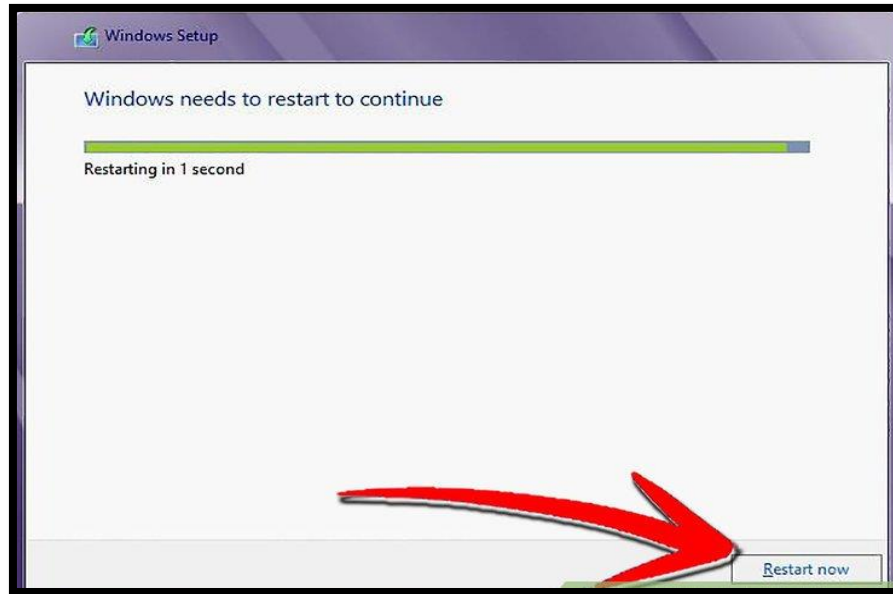 Windows Setup
Windows needs to restart to continue
Restarting in 1 second
Restart now